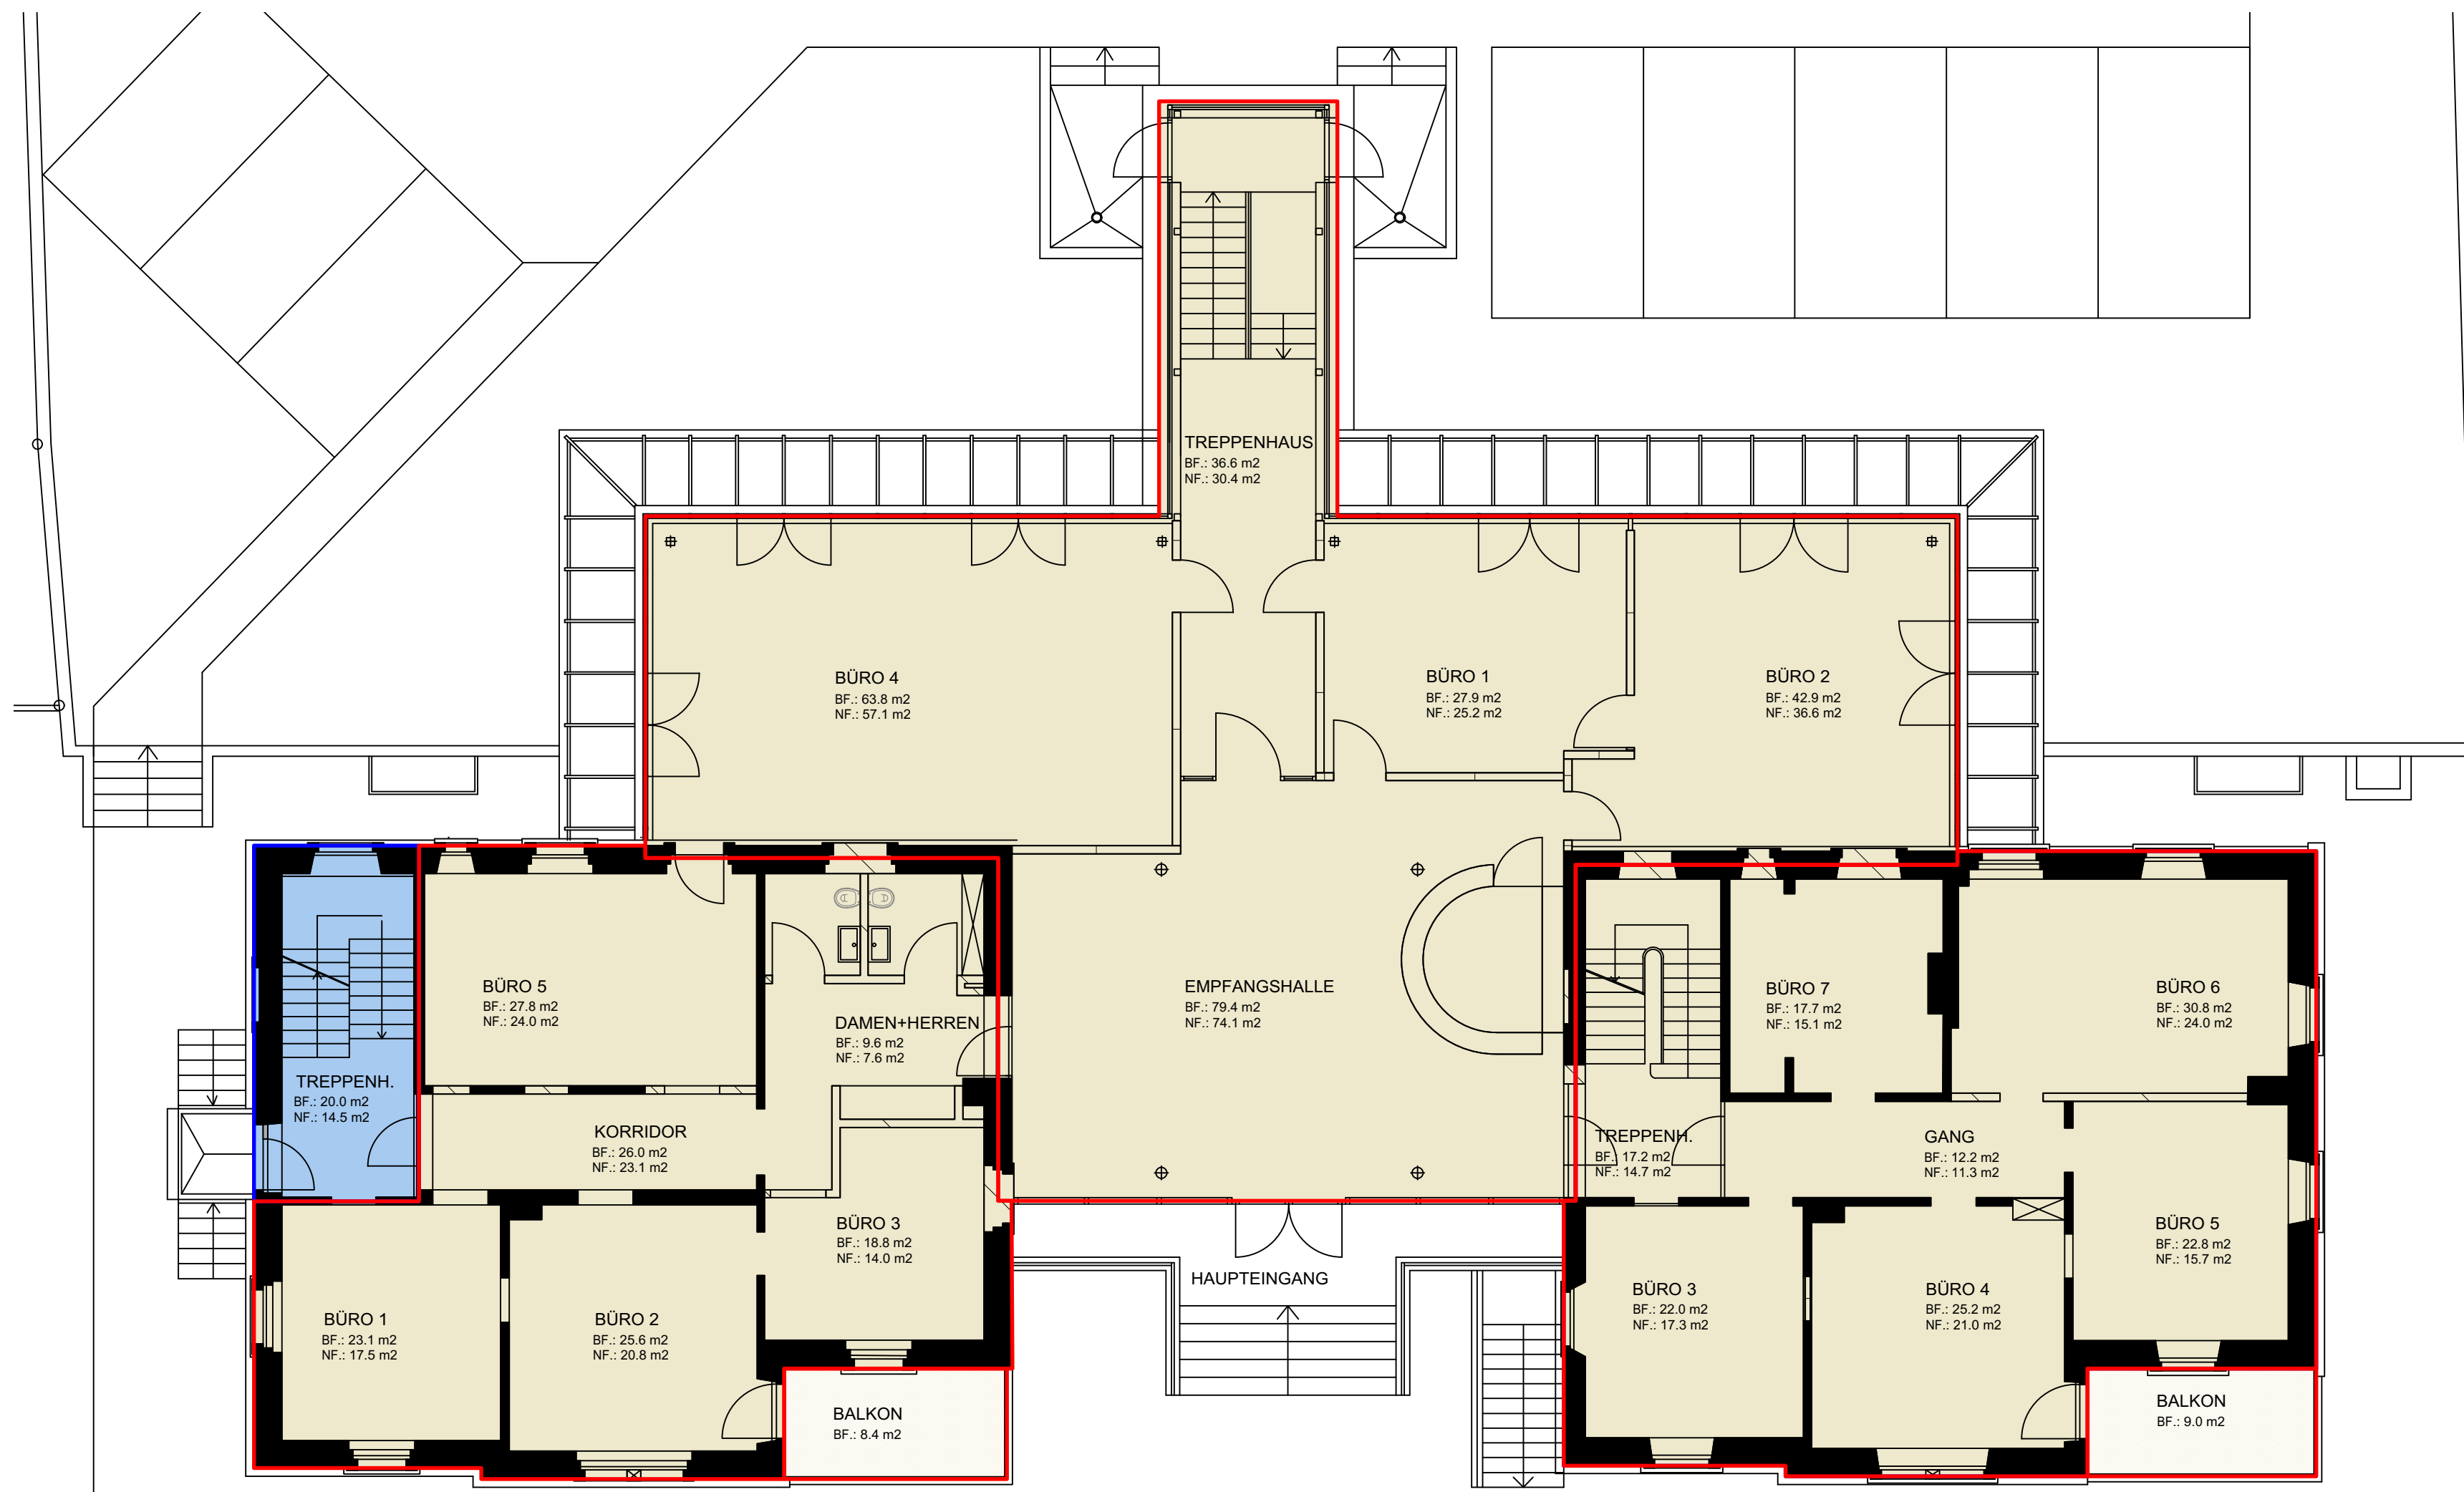 TREPPENHAUS
BF.: 36.6 m2
NF.: 30.4 m2
BÜRO 4
BF.: 63.8 m2
NF.: 57.1 m2
BÜRO 1
BF.: 27.9 m2
NF.: 25.2 m2
BÜRO 2
BF.: 42.9 m2
NF.: 36.6 m2
BÜRO 5
BF.: 27.8 m2
NF.: 24.0 m2
DAMEN+HERREN
BF.: 9.6 m2
NF.: 7.6 m2
EMPFANGSHALLE
BF.: 79.4 m2
NF.: 74.1 m2
BÜRO 7
BF.: 17.7 m2
NF.: 15.1 m2
BÜRO 6
BF.: 30.8 m2
NF.: 24.0 m2
TREPPENH.
BF.: 20.0 m2
NF.: 14.5 m2
KORRIDOR
BF.: 26.0 m2
NF.: 23.1 m2
TREPPENH.
BF.: 17.2 m2
NF.: 14.7 m2
GANG
BF.: 12.2 m2
NF.: 11.3 m2
BÜRO 3
BF.: 18.8 m2
NF.: 14.0 m2
BÜRO 5
BF.: 22.8 m2
NF.: 15.7 m2
HAUPTEINGANG
BÜRO 1
BF.: 23.1 m2
NF.: 17.5 m2
BÜRO 2
BF.: 25.6 m2
NF.: 20.8 m2
BÜRO 3
BF.: 22.0 m2
NF.: 17.3 m2
BÜRO 4
BF.: 25.2 m2
NF.: 21.0 m2
BALKON
BF.: 8.4 m2
BALKON
BF.: 9.0 m2